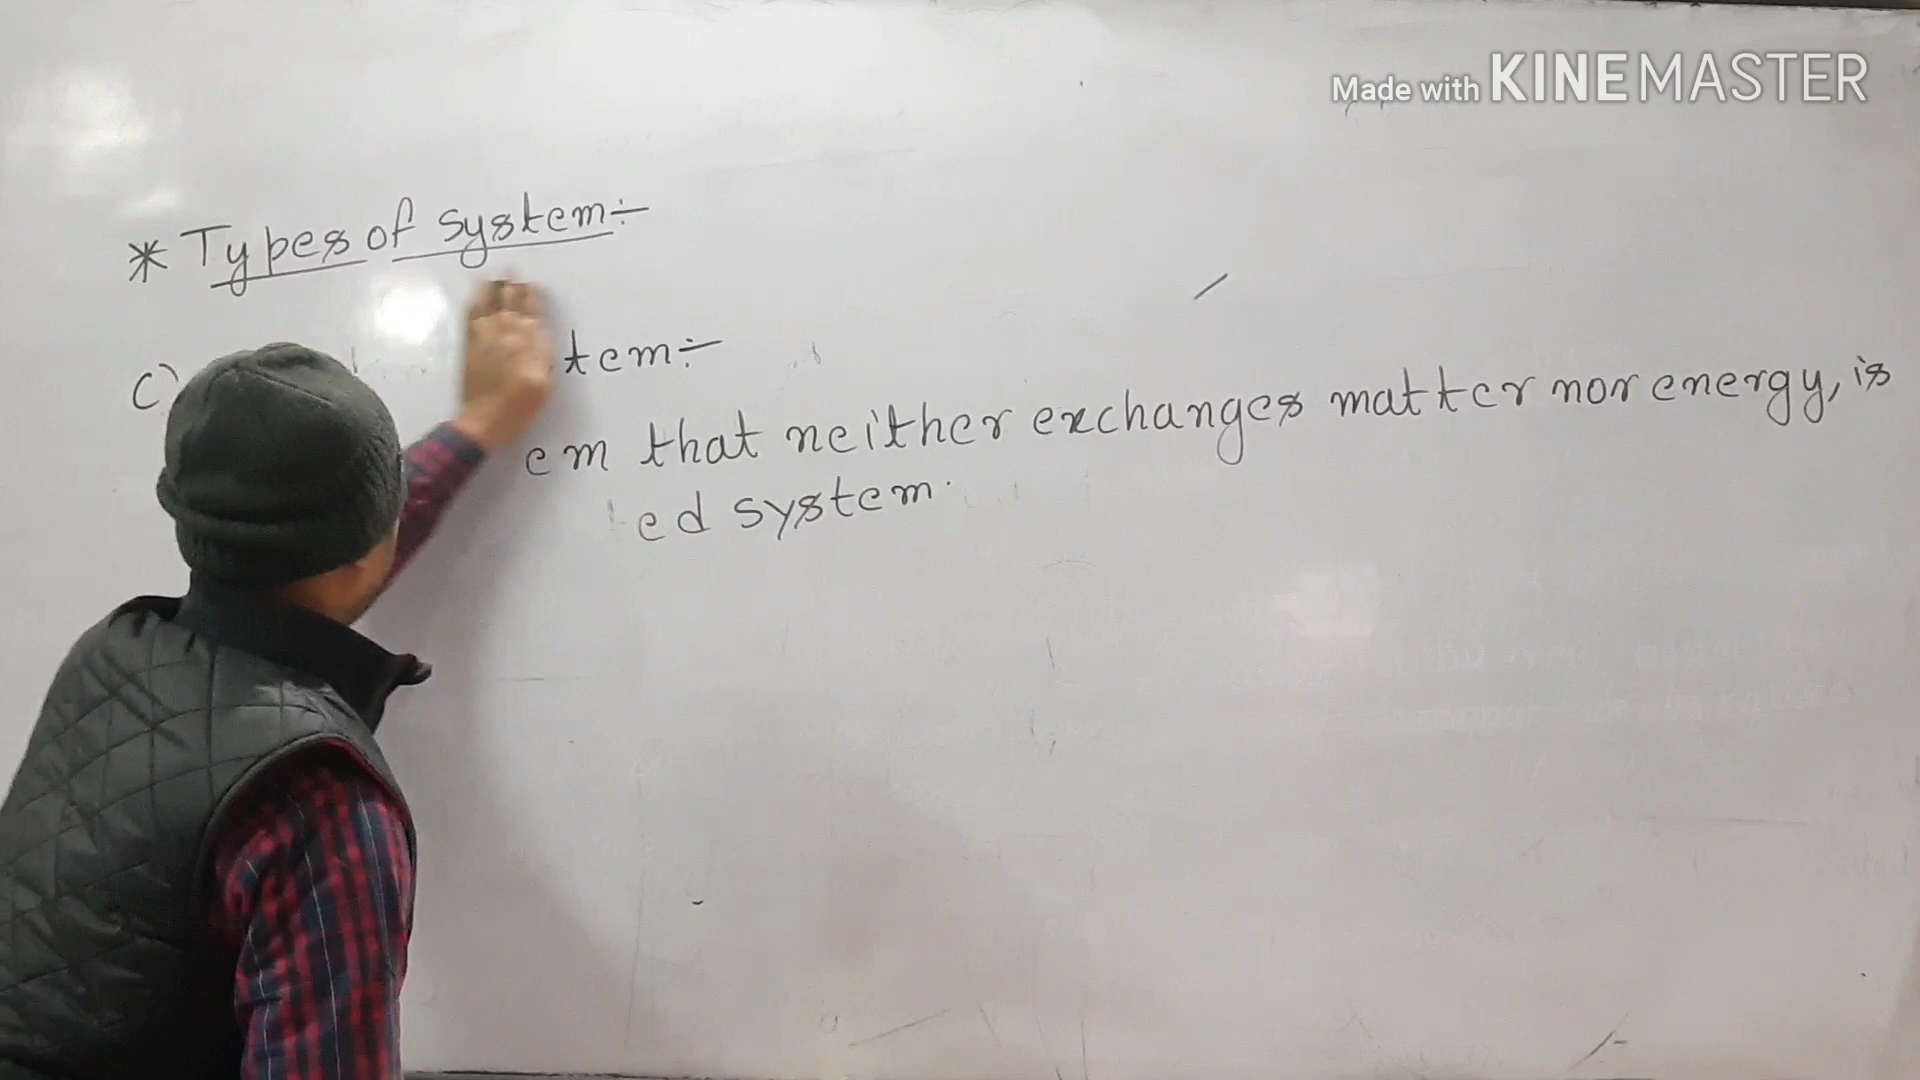 Made with KINEMASTER
* Types of system÷
c) tem÷
em that neither exchanges matter nor energy, is
ed system.